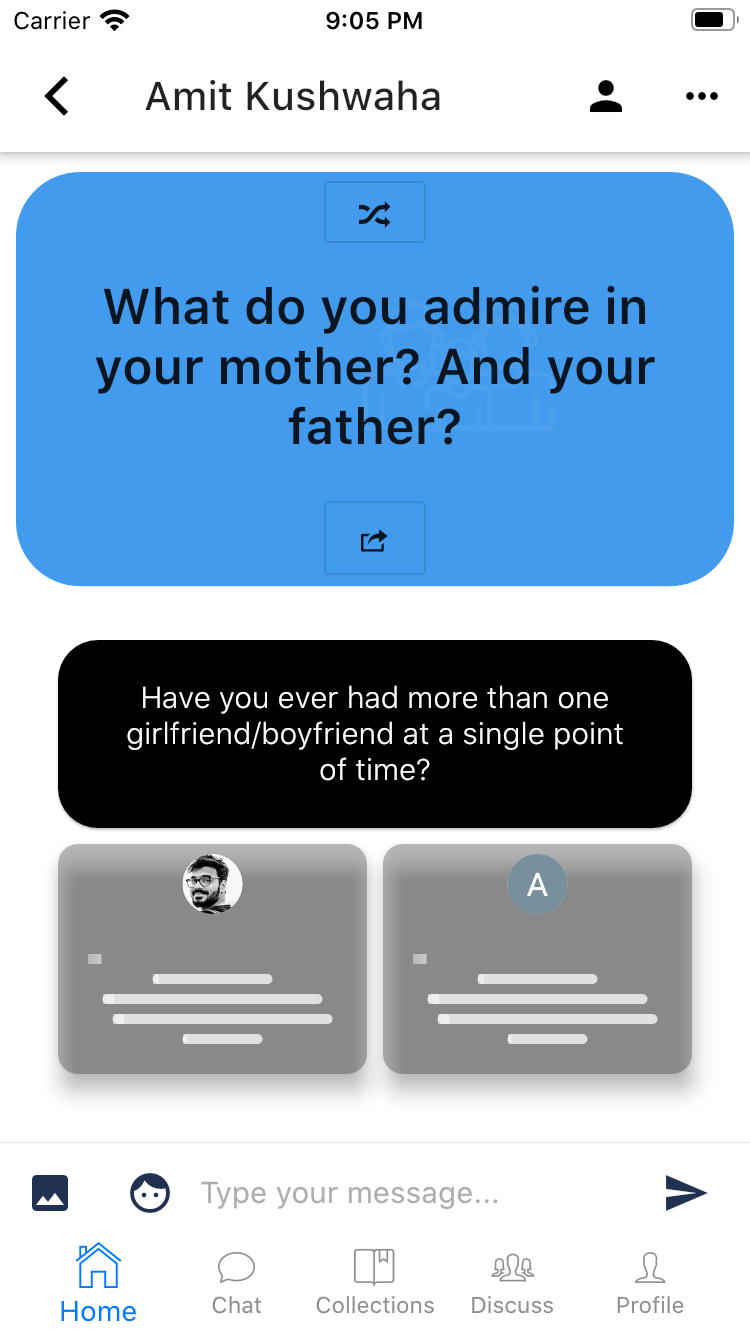 Carrier 9:05 PM
Amit Kushwaha
What do you admire in
your mother? And your
father?
Have you ever had more than one
girlfriend/boyfriend at a single point
of time?
A
Type your message...
Home Chat Collections Discuss Profile